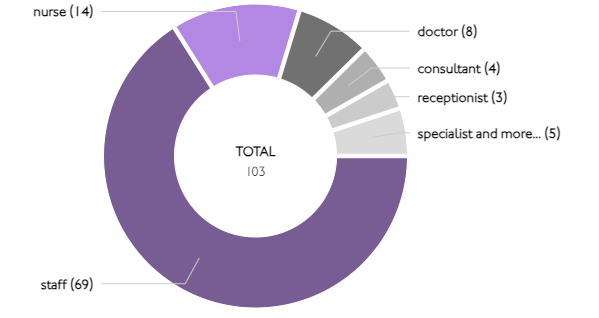 nurse (14)
doctor (8)
consultant (4)
receptionist (3)
specialist and more... (5)
TOTAL
103
staff (69)